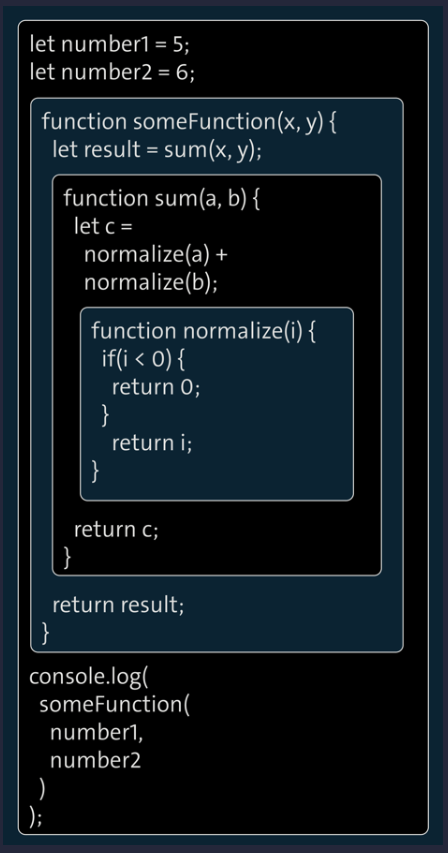 let number1 = 5;
let number2 = 6;
function someFunction(x, y) {
let result = sum(x, y);
function sum(a, b) {
let c =
normalize(a) +
normalize(b);
function normalize(i) {
if(i < 0) {
return 0;
}
return i;
}
return c;
}
return result;
}
console.log(
someFunction(
number1,
number2
)
);